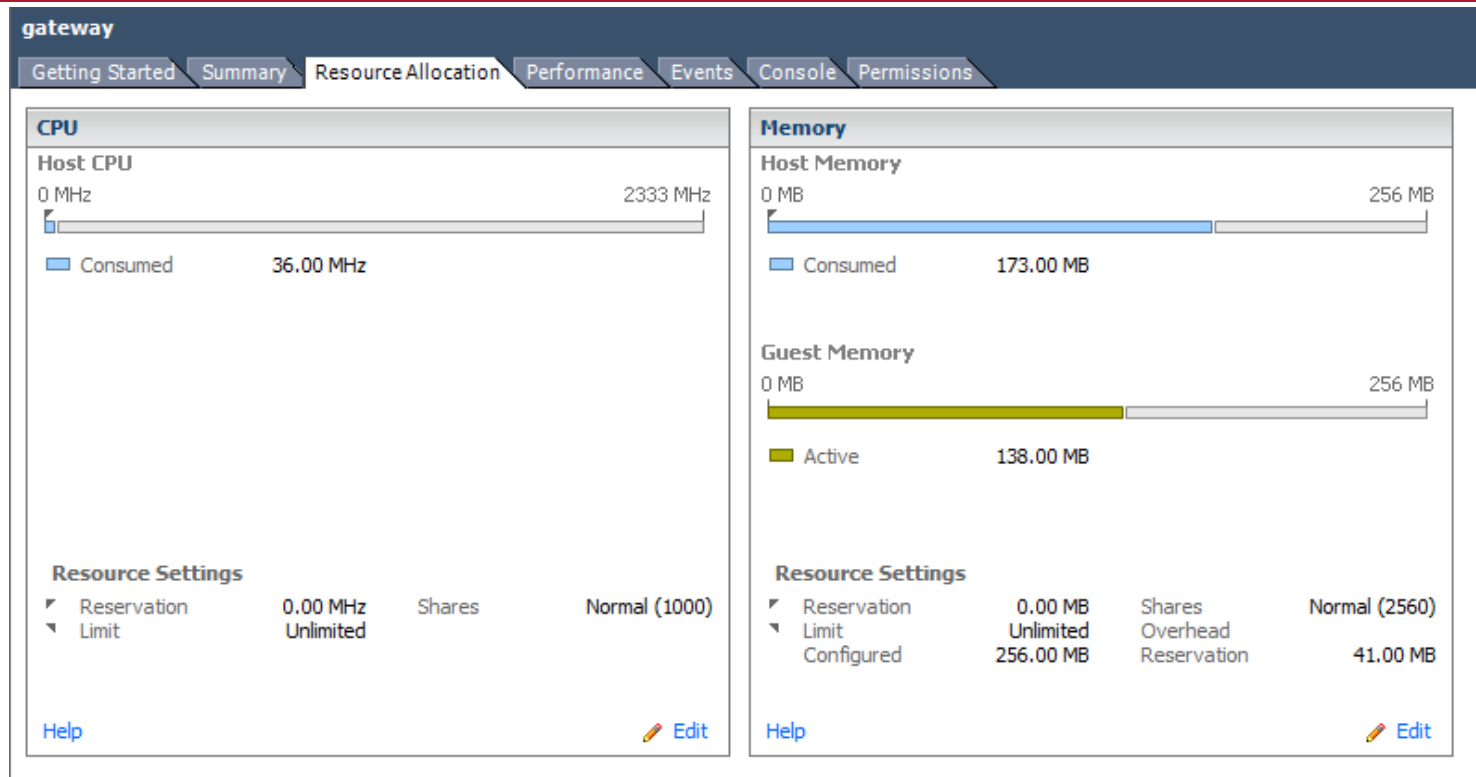 gateway
Getting Started Summary Resource Allocation Performance Events Console Permissions
CPU
Host CPU
0 MHz 2333 MHz
Consumed 36.00 MHz
Resource Settings
Reservation 0.00 MHz Shares Normal (1000)
Limit Unlimited
Help Edit
Memory
Host Memory
0 MB 256 MB
Consumed 173.00 MB
Guest Memory
0 MB 256 MB
Active 138.00 MB
Resource Settings
Reservation 0.00 MB Shares Normal (2560)
Limit Unlimited Overhead
Configured 256.00 MB Reservation 41.00 MB
Help Edit